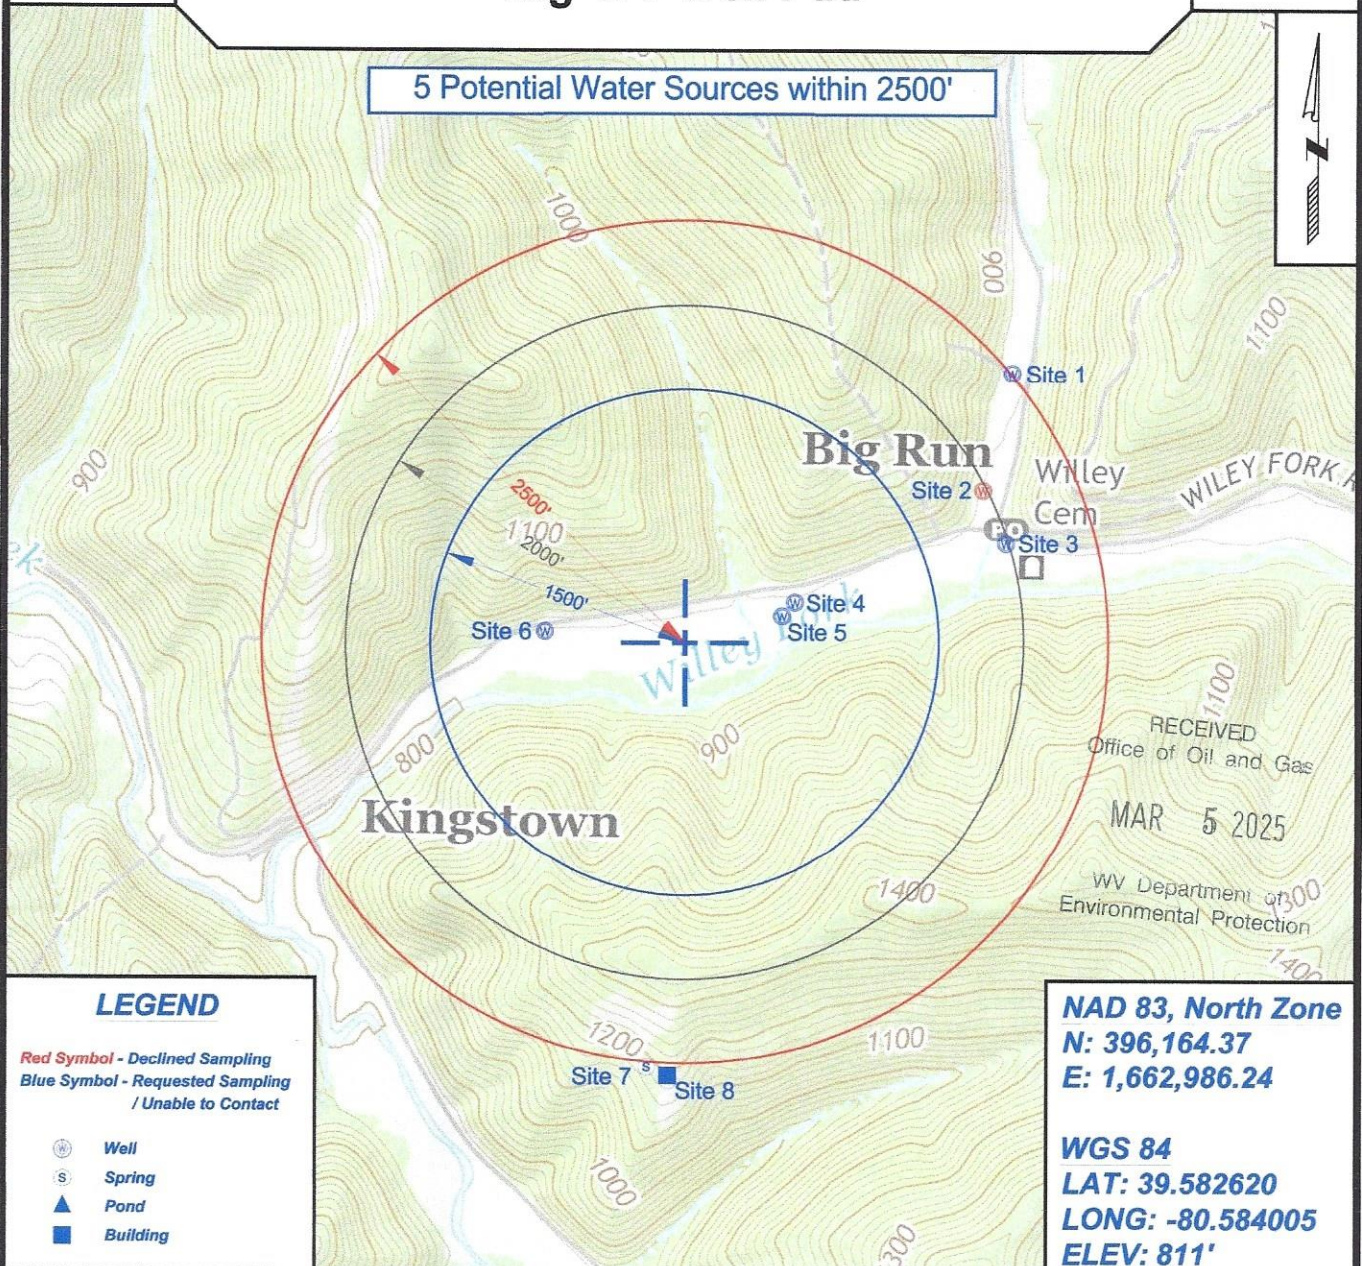 5 Potential Water Sources within 2500'
N
1000
900
1100
Site 1
Big Run
Willey
Cem
WILEY FORK
Site 2
PO
Site 3
900
2500'
1100
2000'
1500'
Site 4
Site 5
Site 6
Willey Fork
1100
RECEIVED
Office of Oil and Gas
MAR 5 2025
WV Department of
Environmental Protection
900
800
Kingstown
1400
1300
1400
1200
1100
S
Site 7
Site 8
1000
300
LEGEND
Red Symbol - Declined Sampling
Blue Symbol - Requested Sampling
/ Unable to Contact
W Well
S Spring
Pond
Building
NAD 83, North Zone
N: 396,164.37
E: 1,662,986.24
WGS 84
LAT: 39.582620
LONG: -80.584005
ELEV: 811'